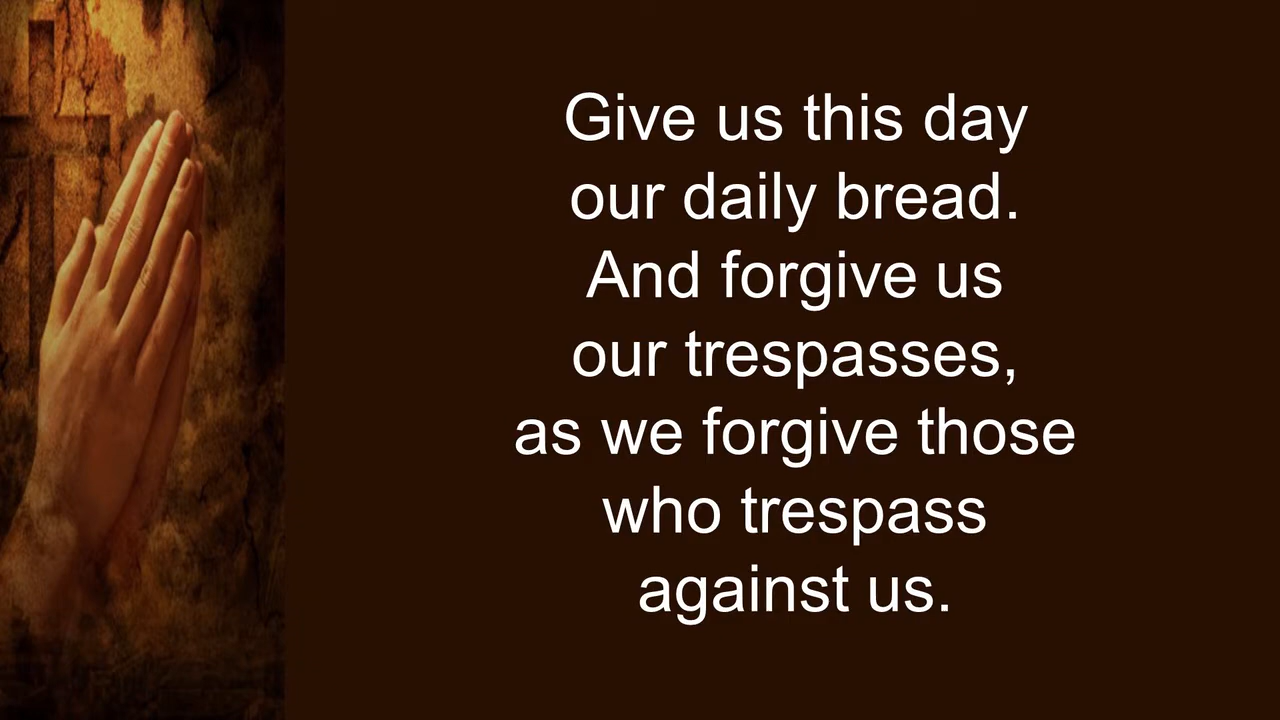 Give us this day
our daily bread.
And forgive us
our trespasses,
as we forgive those
who trespass
against us.